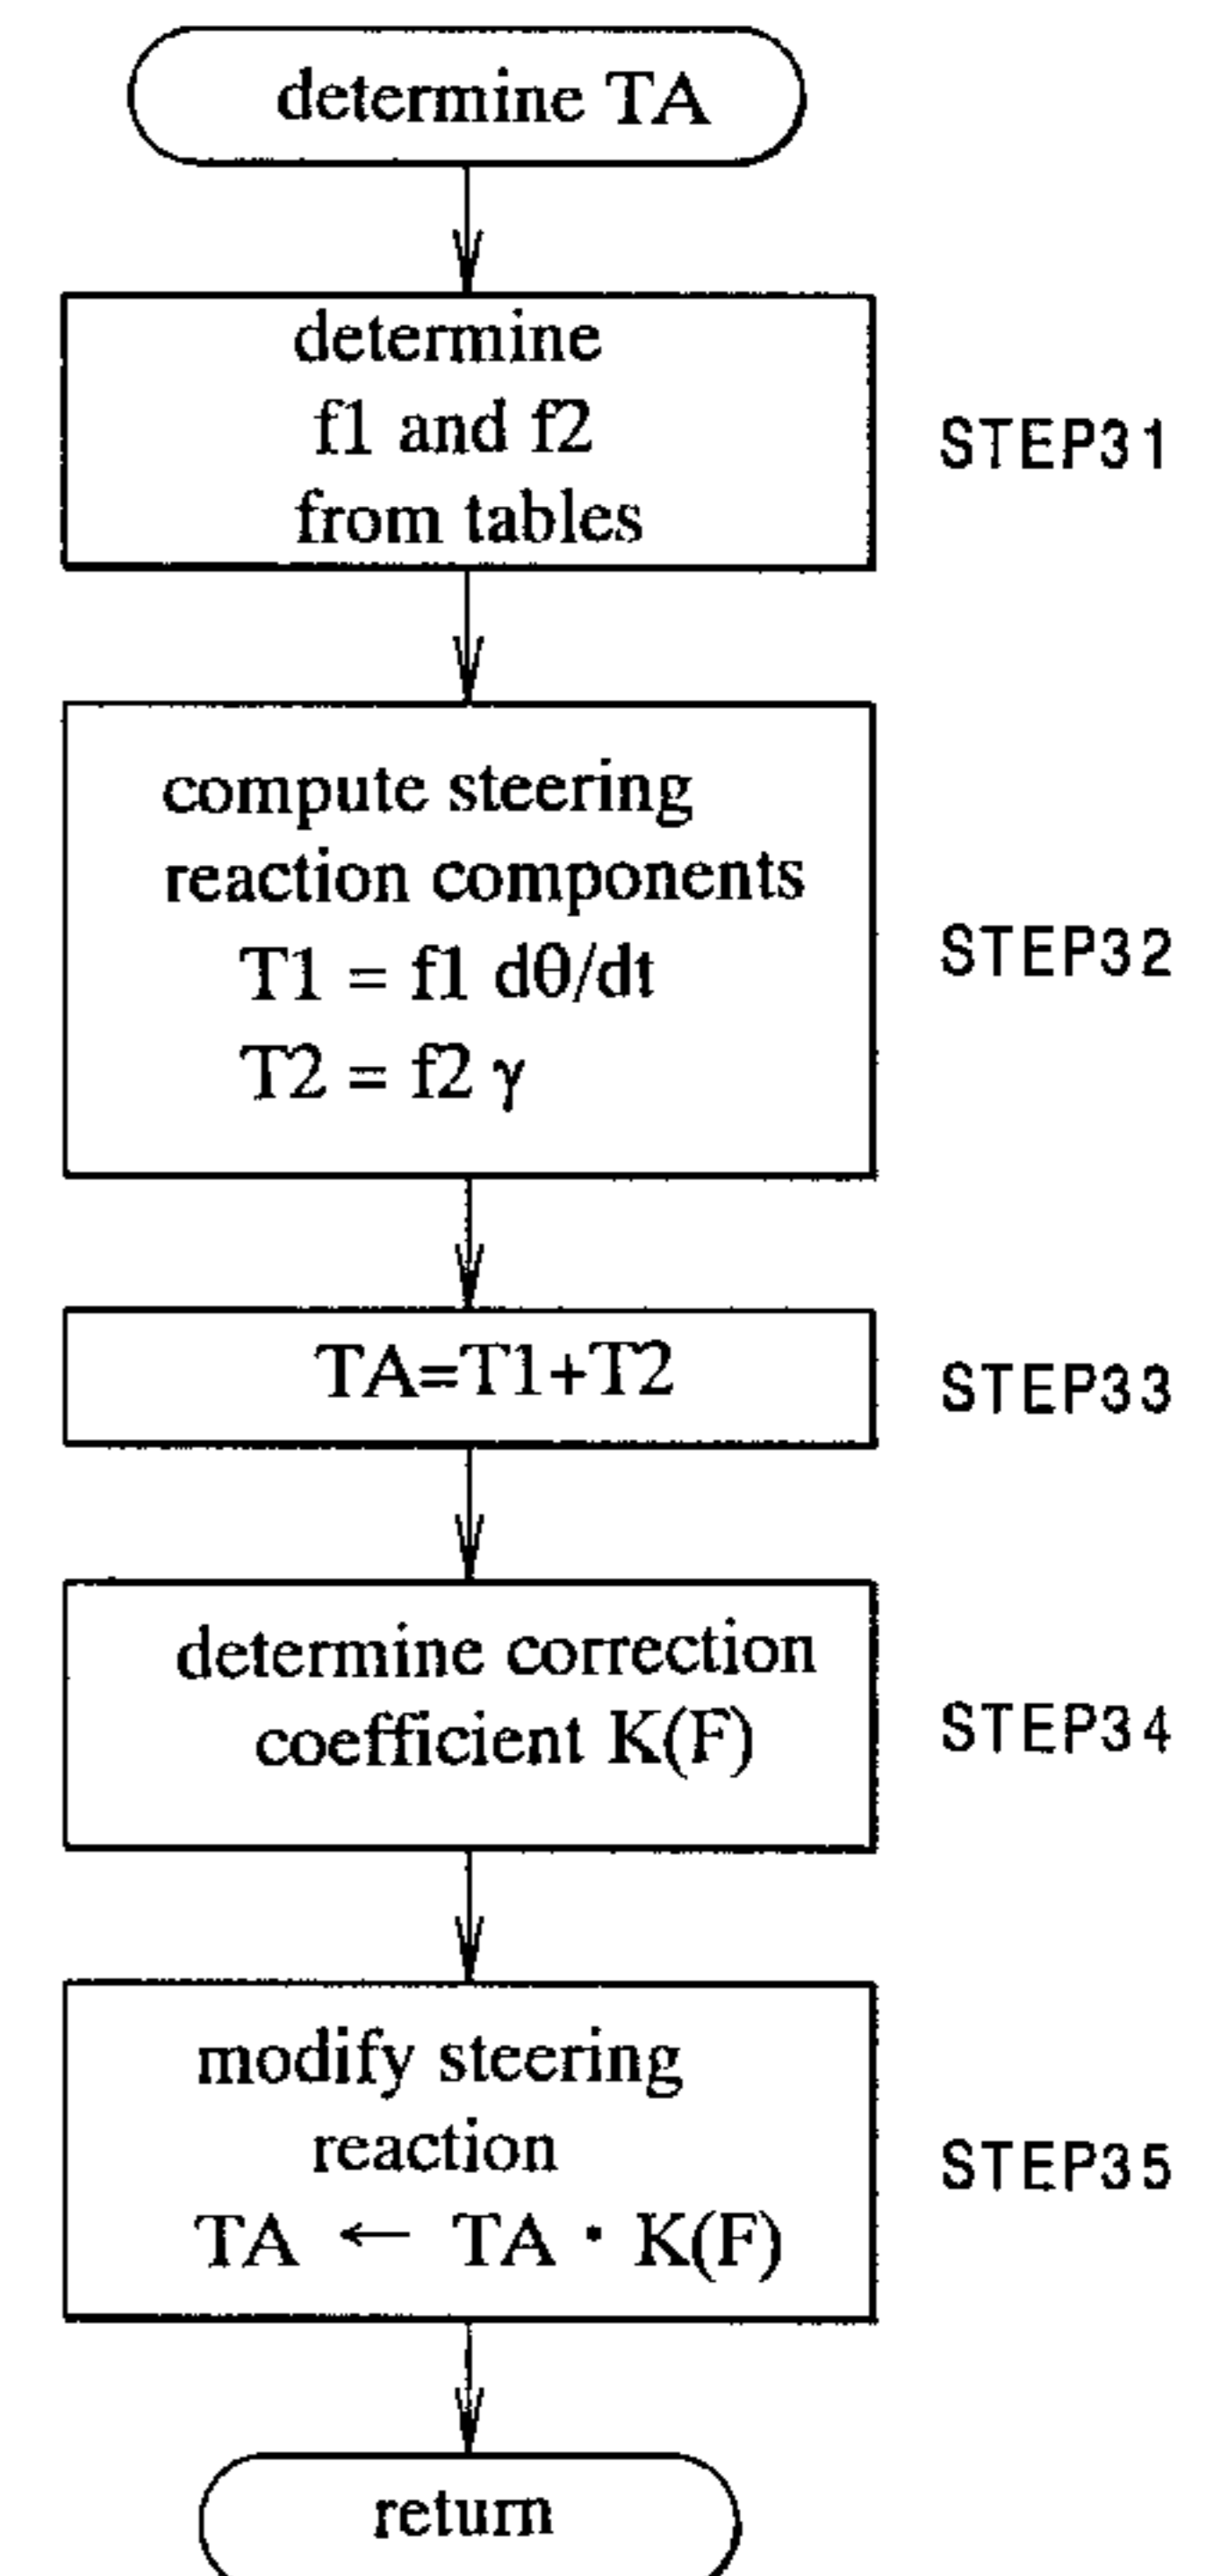 determine TA
determine
f1 and f2
from tables
STEP31
compute steering
reaction components
T1 = f1 dθ/dt
T2 = f2 γ
STEP32
TA=T1+T2
STEP33
determine correction
coefficient K(F)
STEP34
modify steering
reaction
TA ← TA · K(F)
STEP35
return